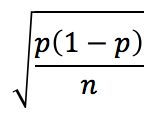 √(p(1 − p)/n)